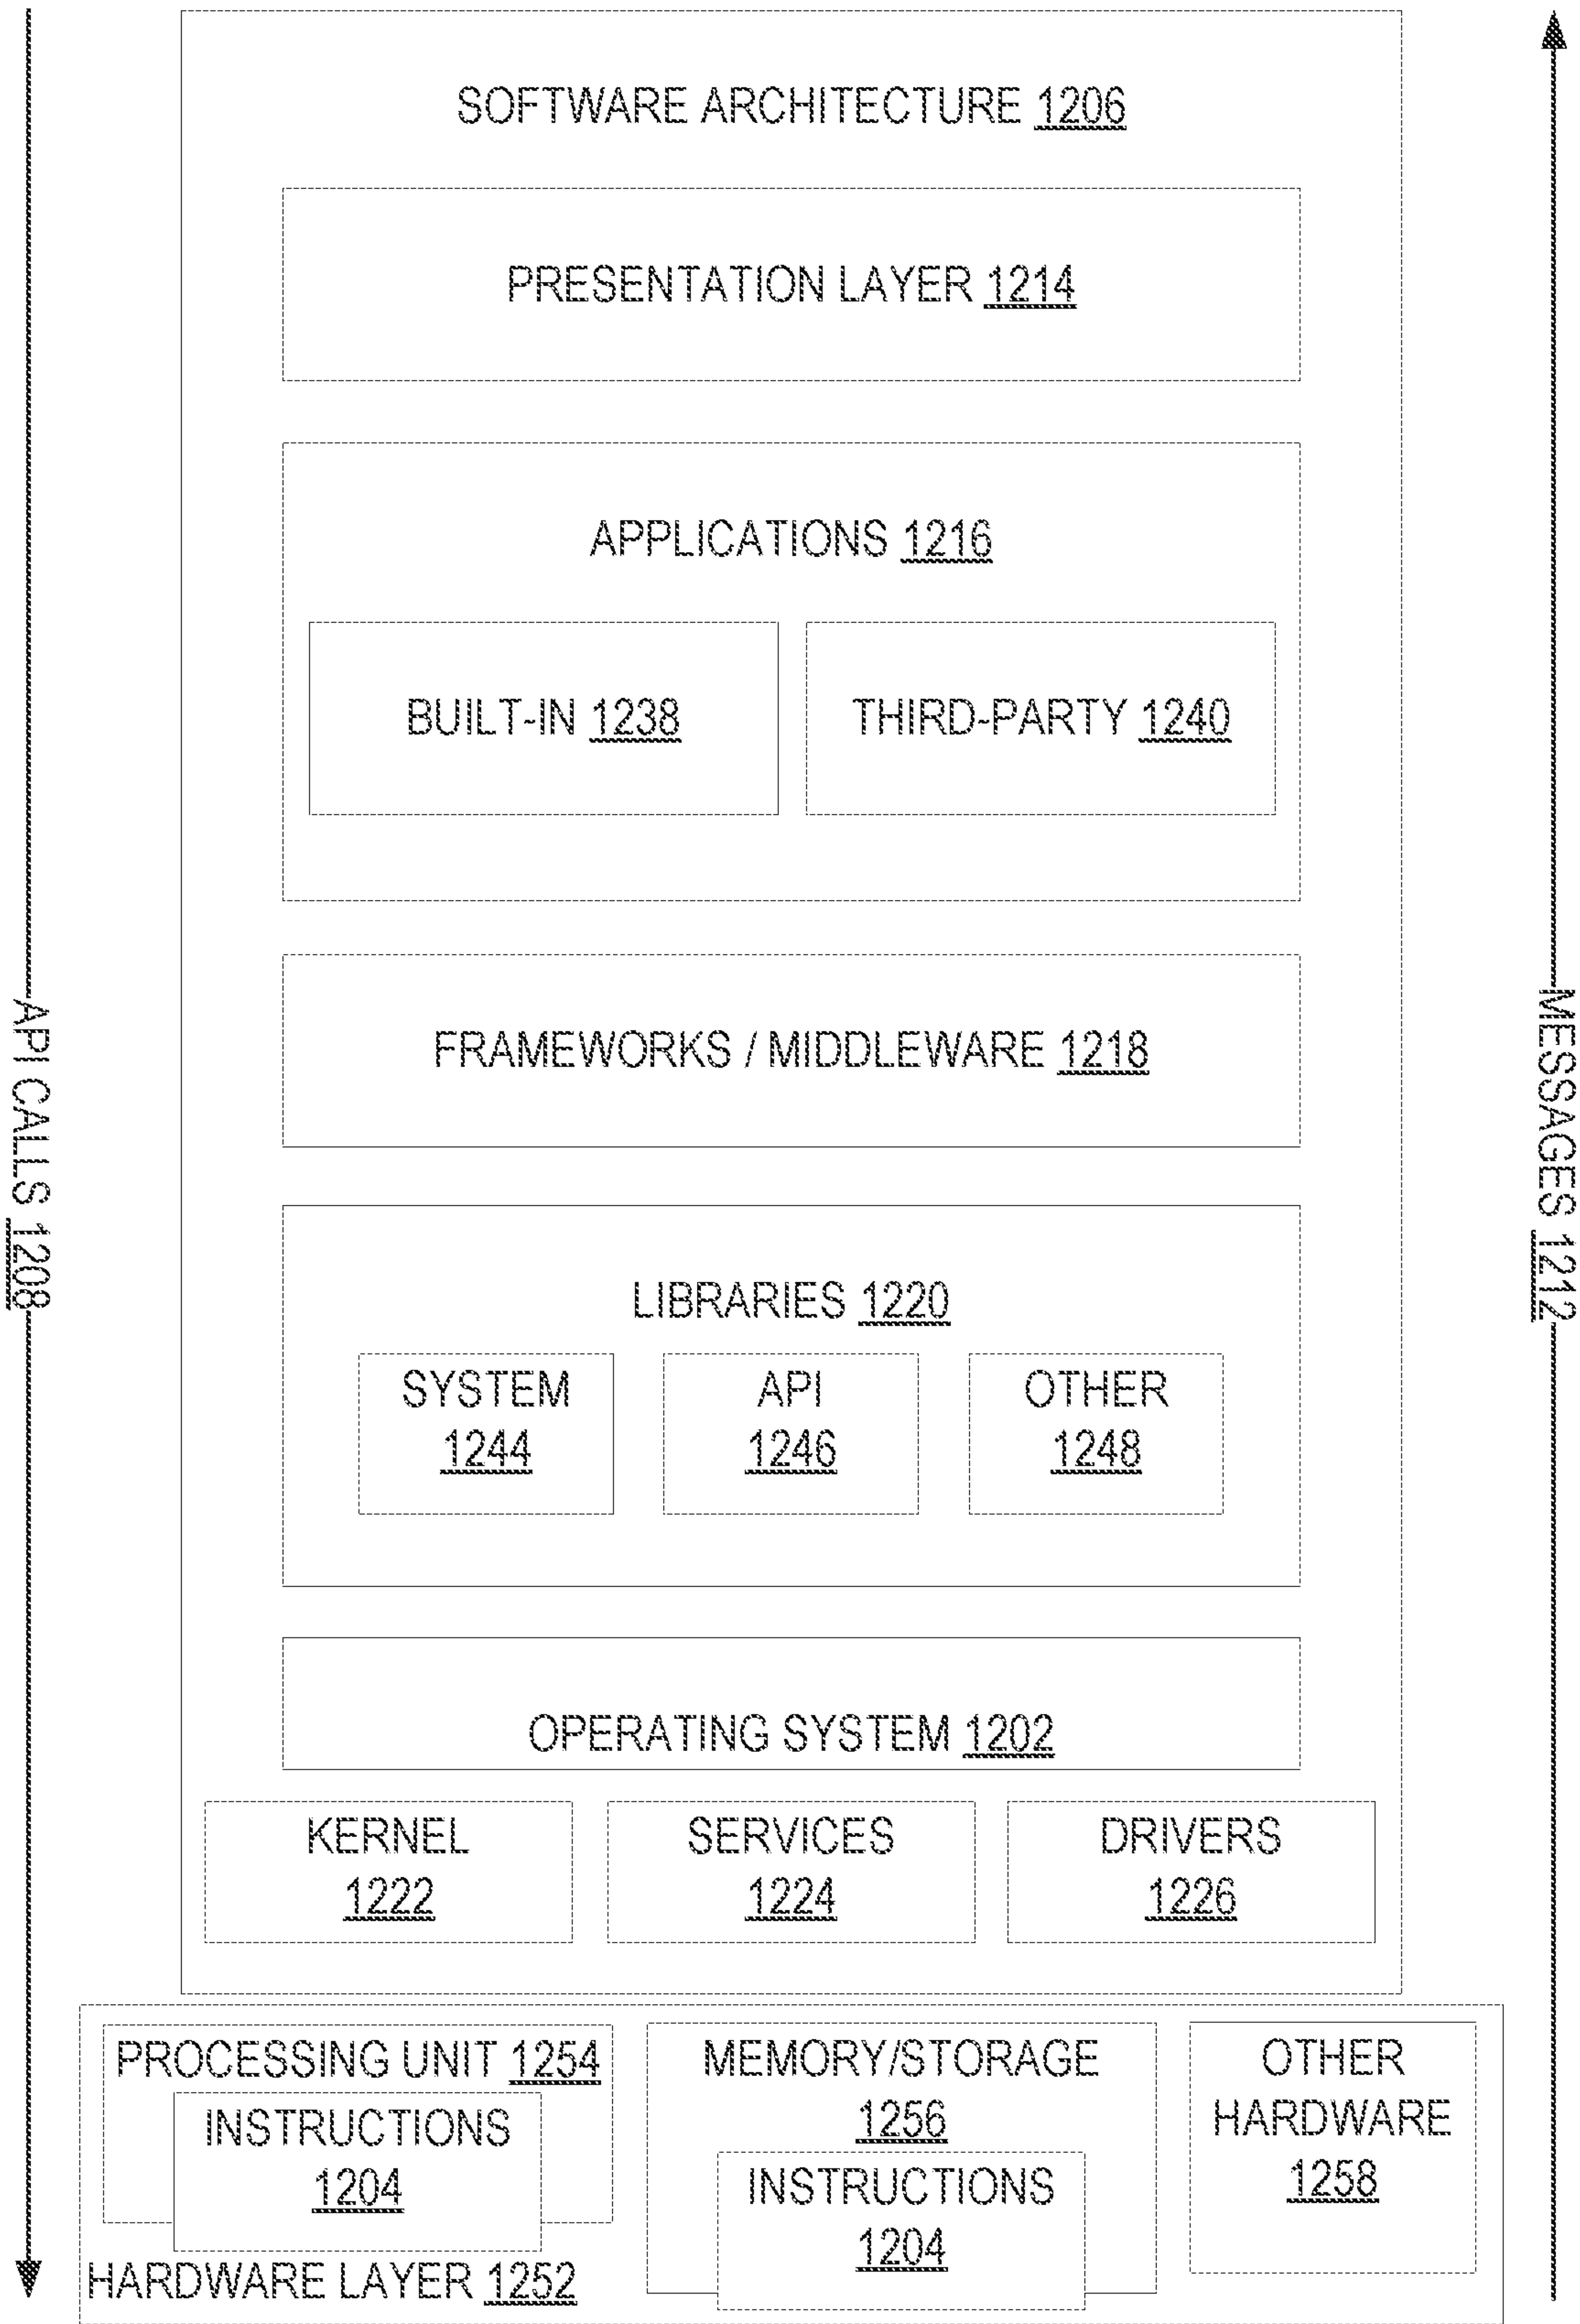 SOFTWARE ARCHITECTURE 1206
PRESENTATION LAYER 1214
APPLICATIONS 1216
BUILT-IN 1238
THIRD-PARTY 1240
FRAMEWORKS / MIDDLEWARE 1218
API CALLS 1208
MESSAGES 1212
LIBRARIES 1220
SYSTEM
1244
API
1246
OTHER
1248
OPERATING SYSTEM 1202
KERNEL
1222
SERVICES
1224
DRIVERS
1226
PROCESSING UNIT 1254
INSTRUCTIONS
1204
MEMORY/STORAGE
1256
INSTRUCTIONS
1204
OTHER
HARDWARE
1258
HARDWARE LAYER 1252